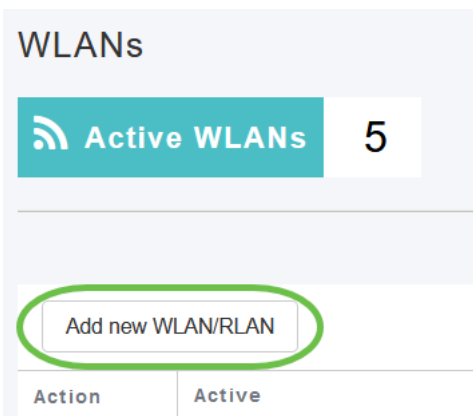 WLANs
Active WLANs 5
Add new WLAN/RLAN
Action Active